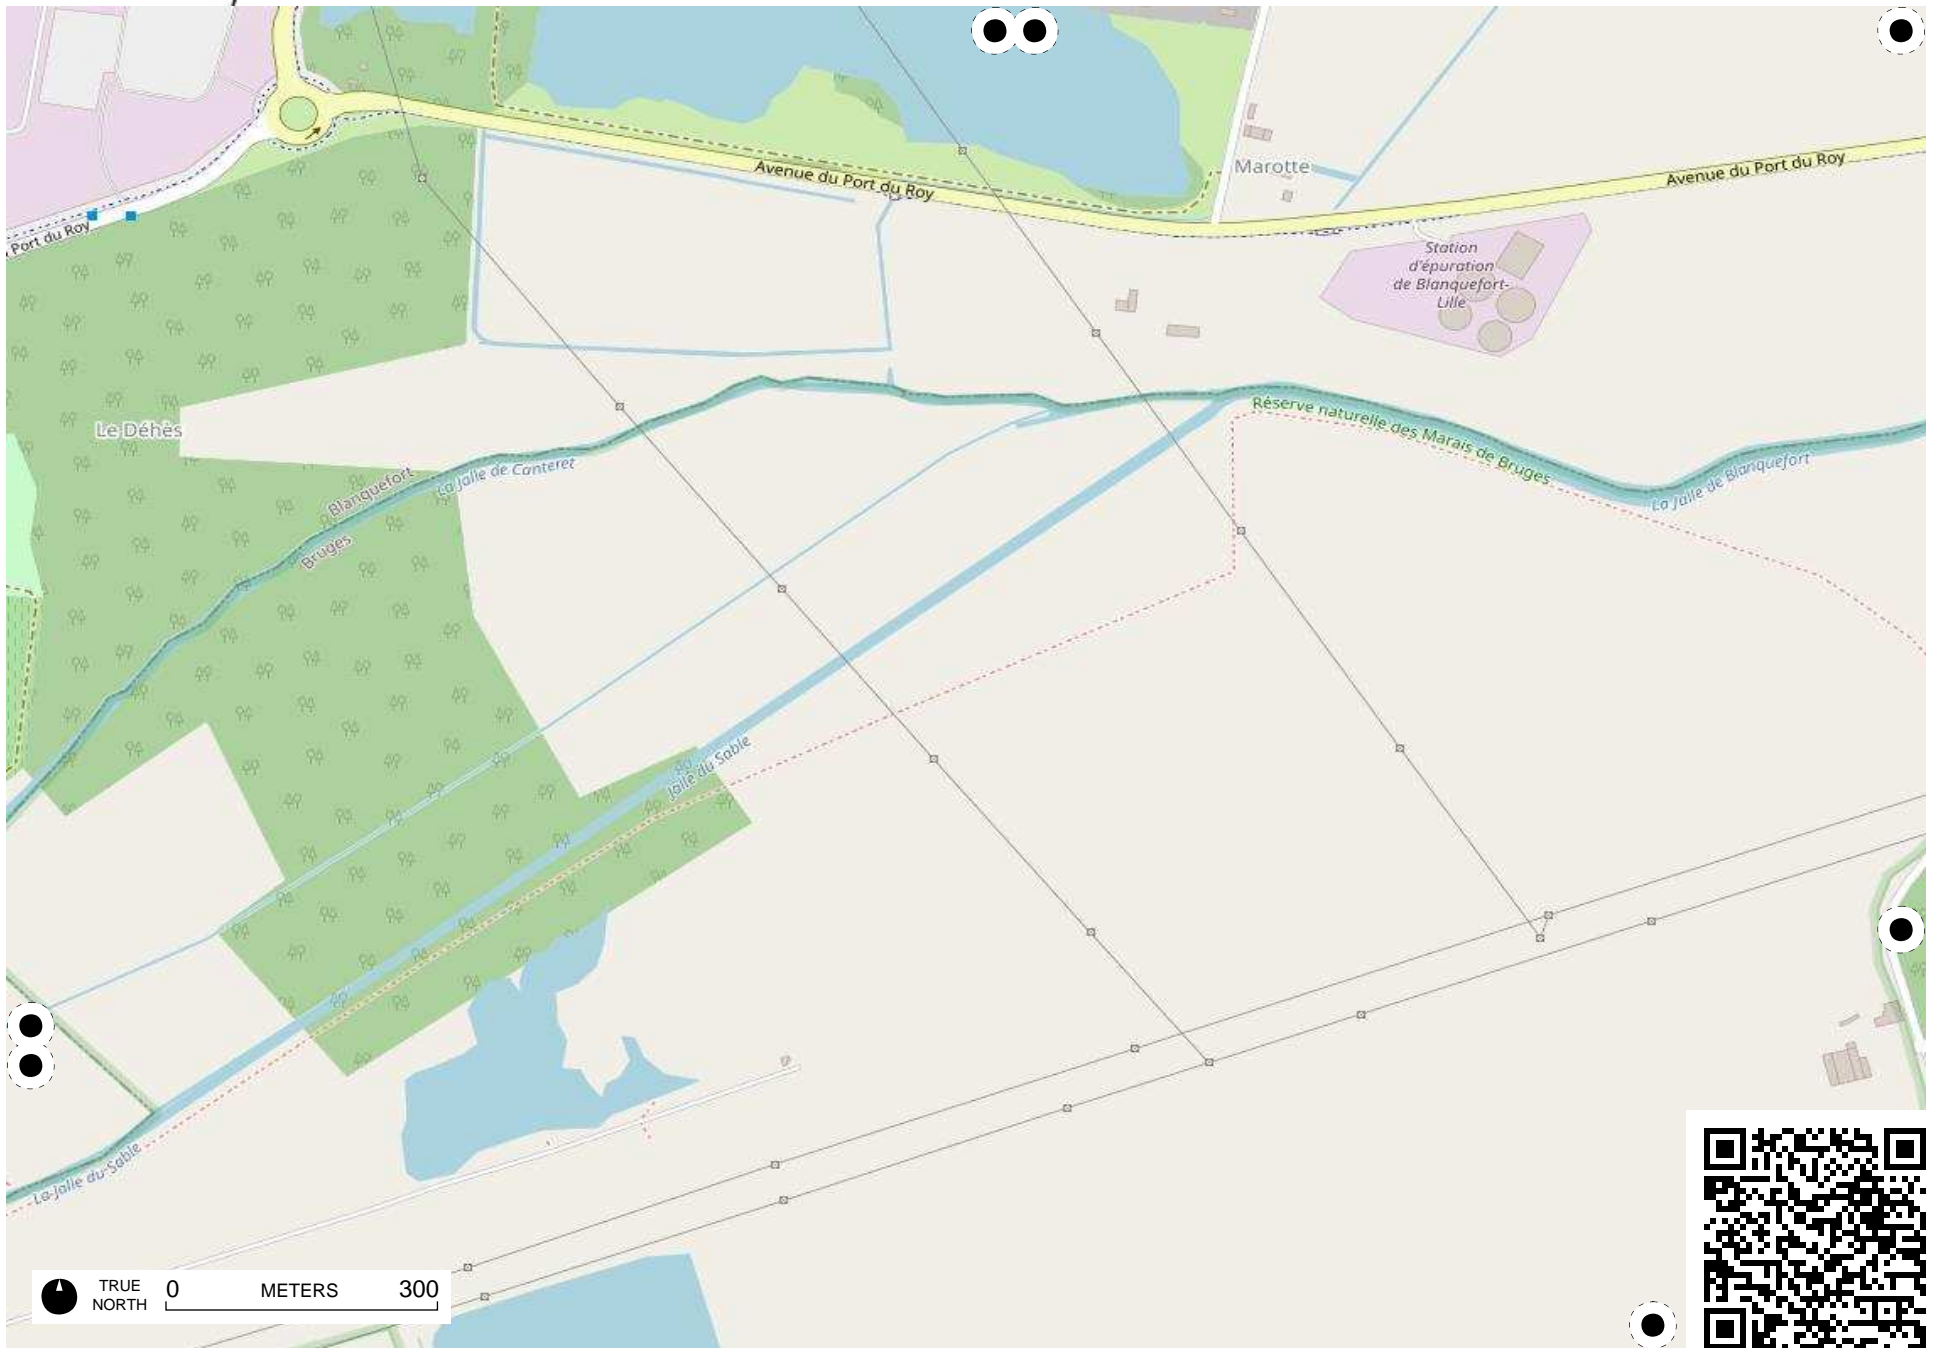 Avenue du Port du Roy
Marotte
Avenue du Port du Roy
Port du Roy
Station
d'épuration
de Blanquefort-
Lille
Le Déhès
Réserve naturelle des Marais de Bruges
La Jalle de Canteret
Blanquefort
Bruges
La Jalle de Blanquefort
Jalle du Sable
La Jalle du Sable
TRUE
NORTH
0 METERS 300